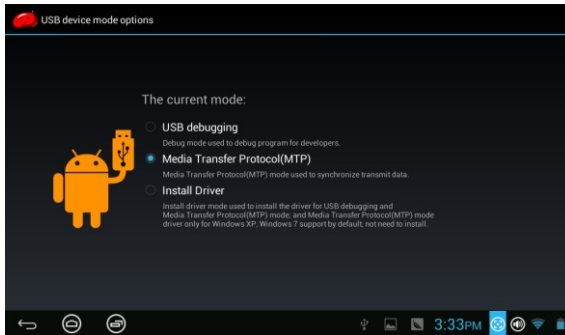 USB device mode options
The current mode:
USB debugging
Debug mode used to debug program for developers.
Media Transfer Protocol(MTP)
Media Transfer Protocol(MTP) mode used to synchronize transmit data.
Install Driver
Install driver mode used to install the driver for USB debugging and
Media Transfer Protocol(MTP) mode; and Media Transfer Protocol(MTP) mode
driver only for Windows XP, Windows 7 support by default, not need to install.
3:33PM